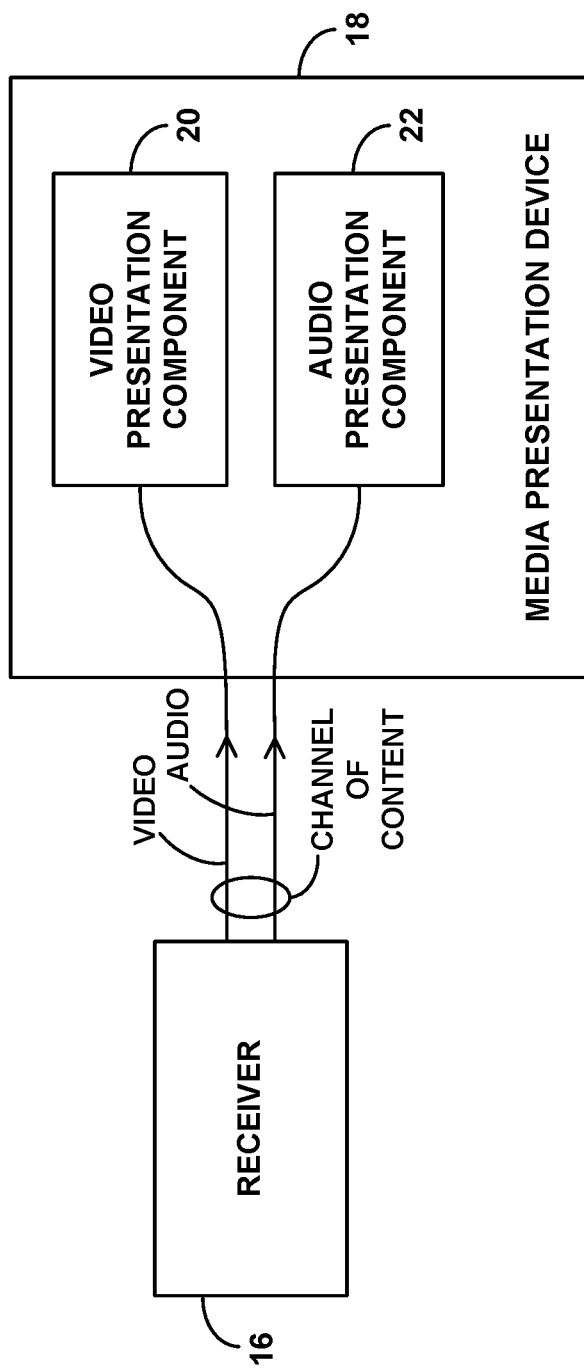 18
20
VIDEO
PRESENTATION
COMPONENT
22
AUDIO
PRESENTATION
COMPONENT
MEDIA PRESENTATION DEVICE
VIDEO
AUDIO
CHANNEL
OF
CONTENT
RECEIVER
16